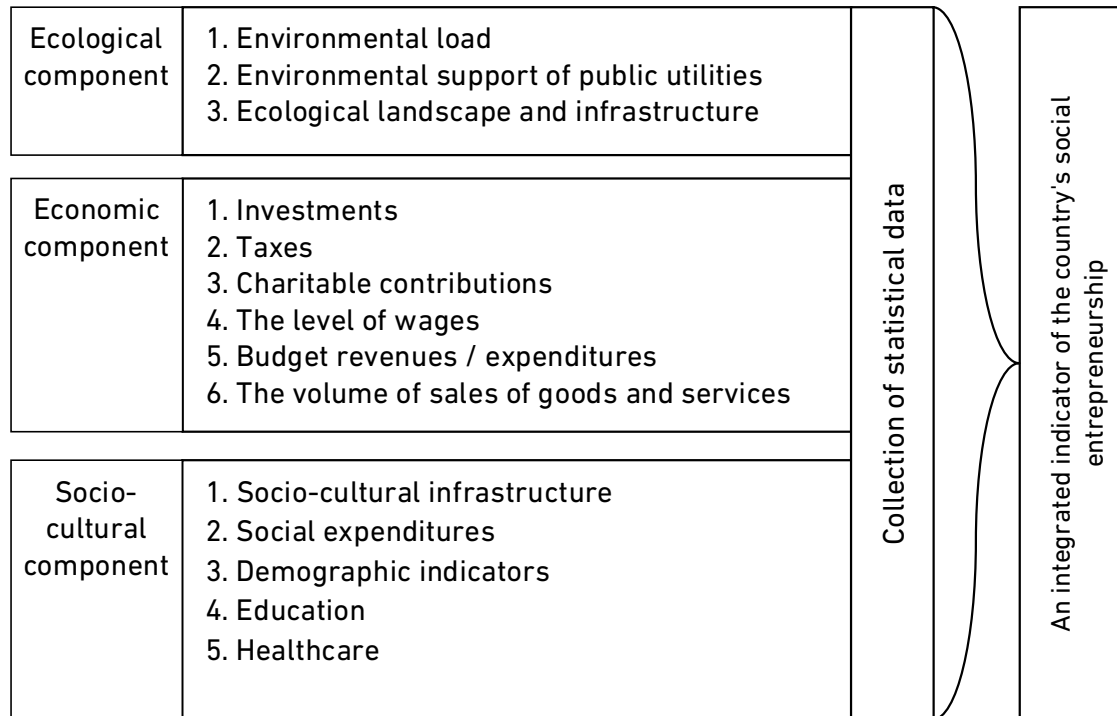 Ecological
component
1. Environmental load
2. Environmental support of public utilities
3. Ecological landscape and infrastructure
Economic
component
1. Investments
2. Taxes
3. Charitable contributions
4. The level of wages
5. Budget revenues / expenditures
6. The volume of sales of goods and services
Socio-
cultural
component
1. Socio-cultural infrastructure
2. Social expenditures
3. Demographic indicators
4. Education
5. Healthcare
Collection of statistical data
An integrated indicator of the country's social
entrepreneurship